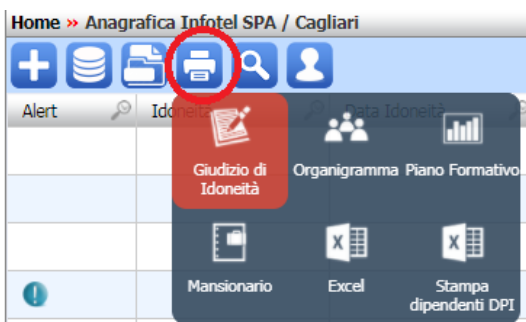 Home » Anagrafica Infotel SPA / Cagliari
Alert Idoneità Data Idoneità
Giudizio di
Idoneità
Organigramma
Piano Formativo
Mansionario
Excel
Stampa
dipendenti DPI